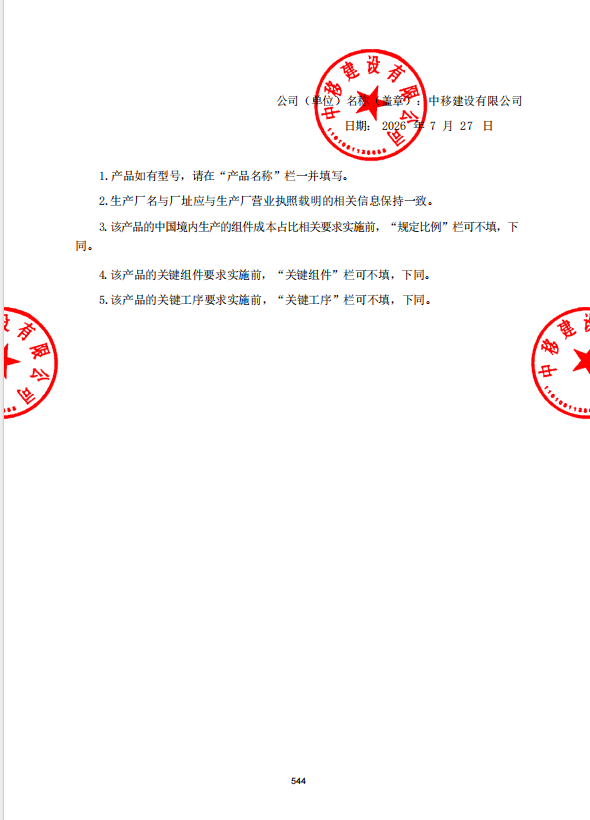 中移建设有限公司
公司（单位）名称（盖章）：中移建设有限公司
日期： 2026 年 7 月 27 日
1.产品如有型号，请在“产品名称”栏一并填写。
2.生产厂名与厂址应与生产厂营业执照载明的相关信息保持一致。
3.该产品的中国境内生产的组件成本占比相关要求实施前，“规定比例”栏可不填，下
同。
4.该产品的关键组件要求实施前，“关键组件”栏可不填，下同。
5.该产品的关键工序要求实施前，“关键工序”栏可不填，下同。
设有限公司
中移建设
544